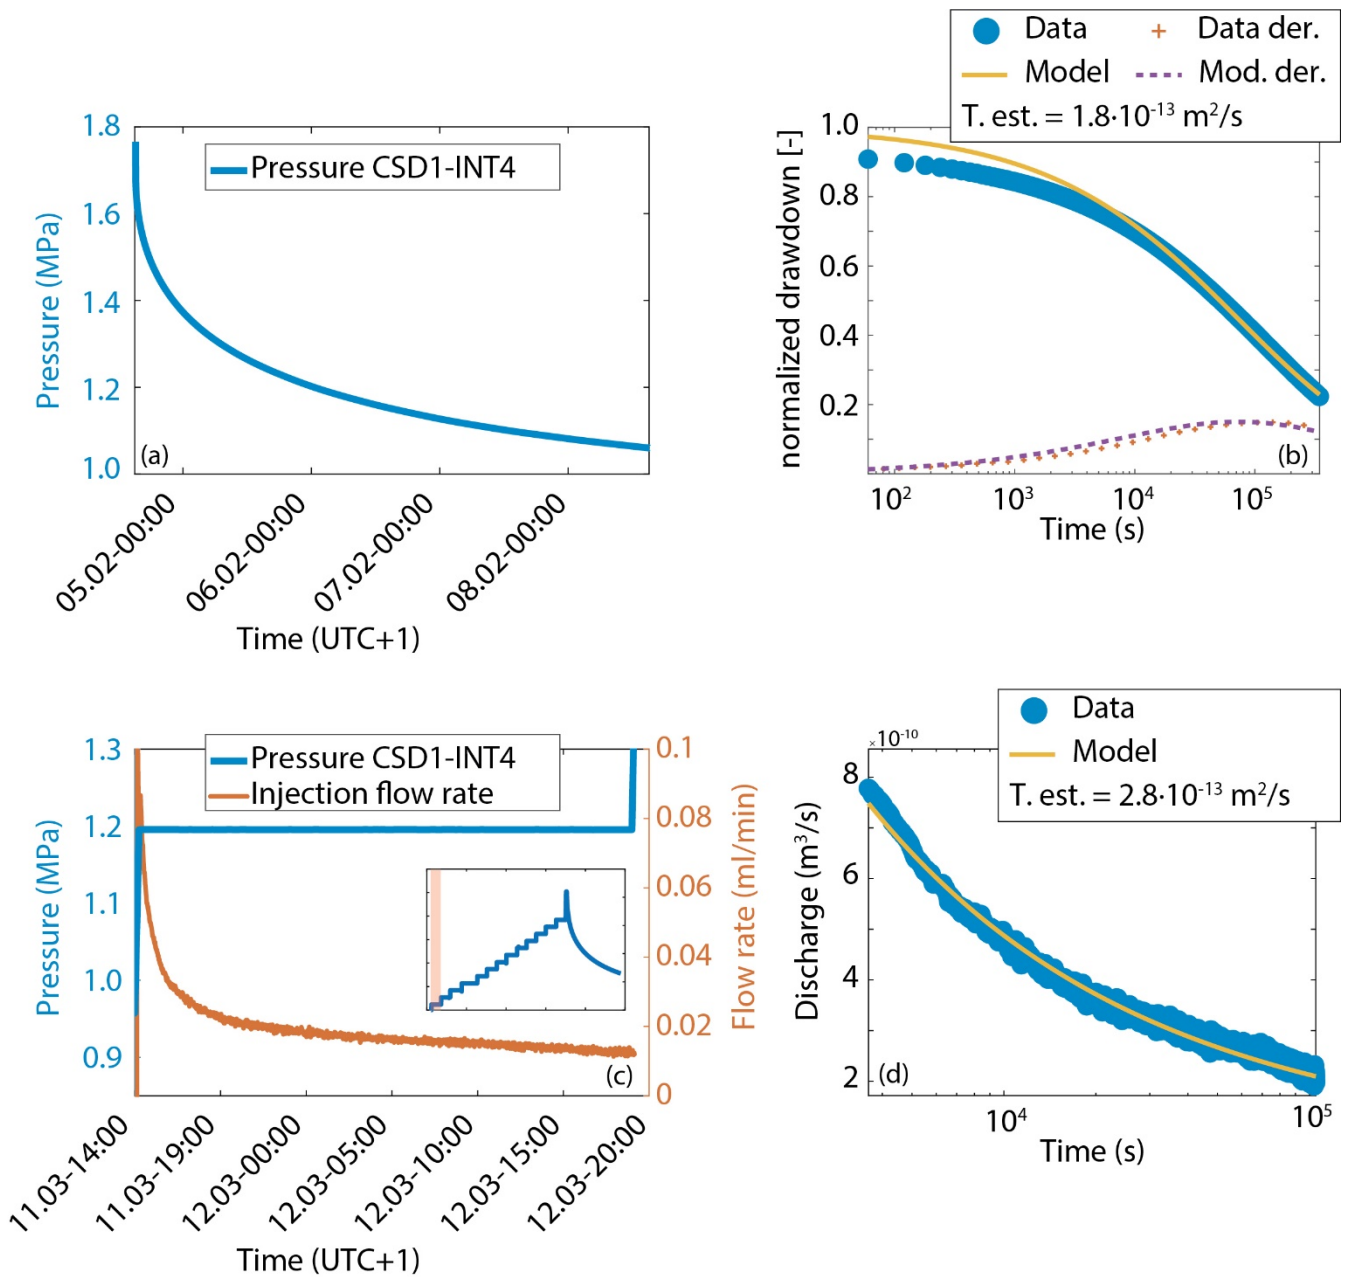 1.8
1.6
1.4
1.2
1.0
Pressure (MPa)
Pressure CSD1-INT4
(a)
05.02-00:00
06.02-00:00
07.02-00:00
08.02-00:00
Time (UTC+1)
Data
Data der.
Model
Mod. der.
T. est. = 1.8·10⁻¹³ m²/s
1.0
0.8
0.6
0.4
0.2
normalized drawdown [-]
(b)
10²
10³
10⁴
10⁵
Time (s)
1.3
1.2
1.1
1.0
0.9
Pressure (MPa)
Pressure CSD1-INT4
Injection flow rate
0.1
0.08
0.06
0.04
0.02
0
Flow rate (ml/min)
(c)
11.03-14:00
11.03-19:00
12.03-00:00
12.03-05:00
12.03-10:00
12.03-15:00
12.03-20:00
Time (UTC+1)
Data
Model
T. est. = 2.8·10⁻¹³ m²/s
×10⁻¹⁰
8
6
4
2
Discharge (m³/s)
(d)
10⁴
10⁵
Time (s)